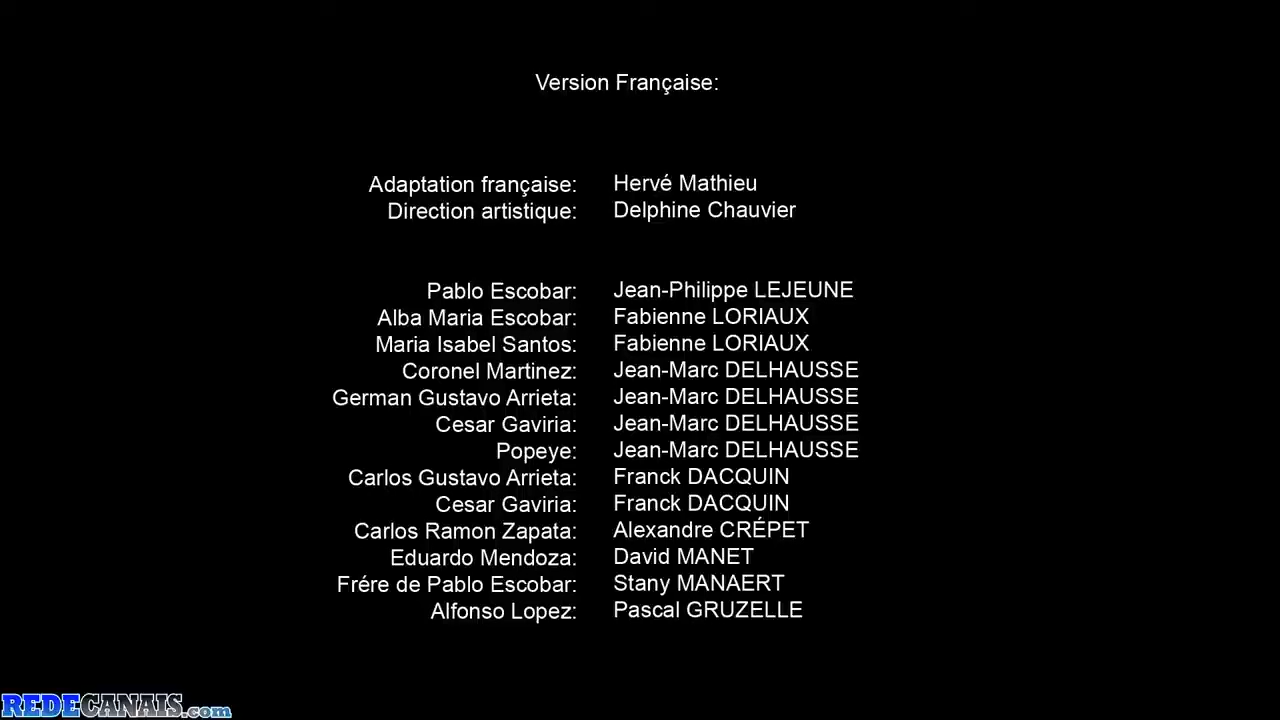 Version Française:
Adaptation française: Hervé Mathieu
Direction artistique: Delphine Chauvier
Pablo Escobar: Jean-Philippe LEJEUNE
Alba Maria Escobar: Fabienne LORIAUX
Maria Isabel Santos: Fabienne LORIAUX
Coronel Martinez: Jean-Marc DELHAUSSE
German Gustavo Arrieta: Jean-Marc DELHAUSSE
Cesar Gaviria: Jean-Marc DELHAUSSE
Popeye: Jean-Marc DELHAUSSE
Carlos Gustavo Arrieta: Franck DACQUIN
Cesar Gaviria: Franck DACQUIN
Carlos Ramon Zapata: Alexandre CRÉPET
Eduardo Mendoza: David MANET
Frére de Pablo Escobar: Stany MANAERT
Alfonso Lopez: Pascal GRUZELLE
REDECANAIS.com